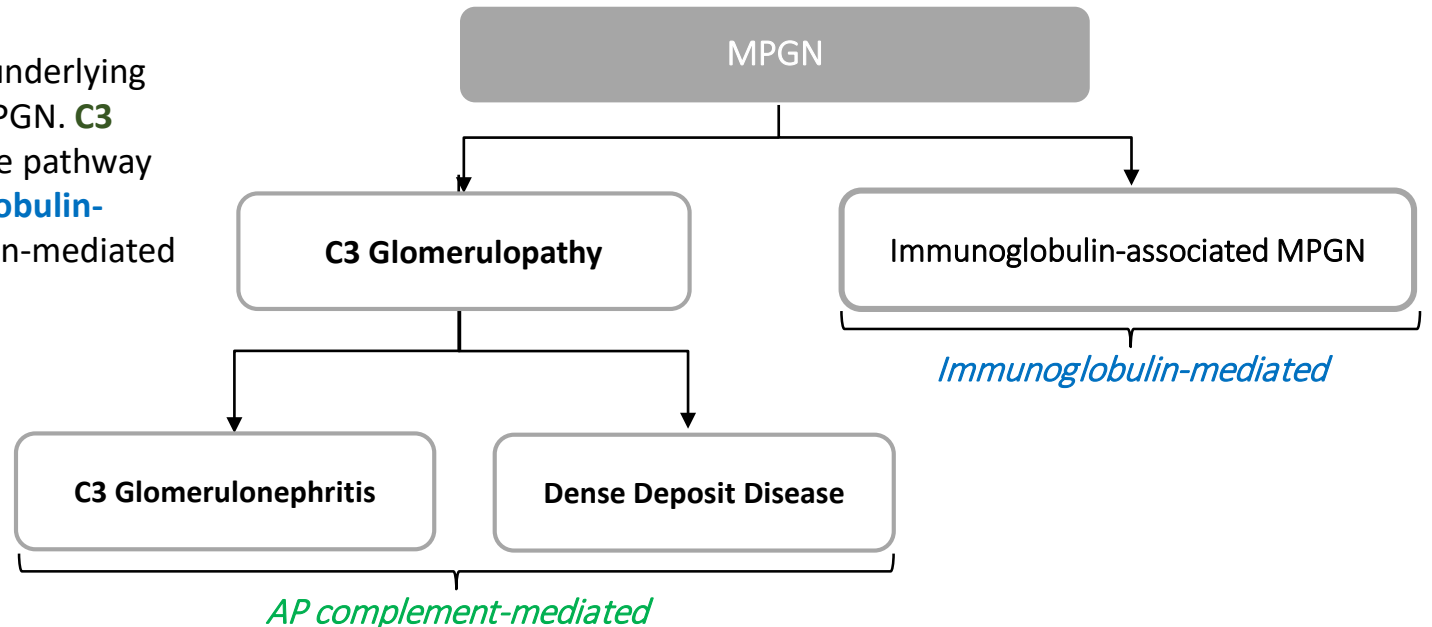 underlying
PGN. C3
e pathway
obulin-
n-mediated
MPGN
C3 Glomerulopathy
Immunoglobulin-associated MPGN
Immunoglobulin-mediated
C3 Glomerulonephritis
Dense Deposit Disease
AP complement-mediated